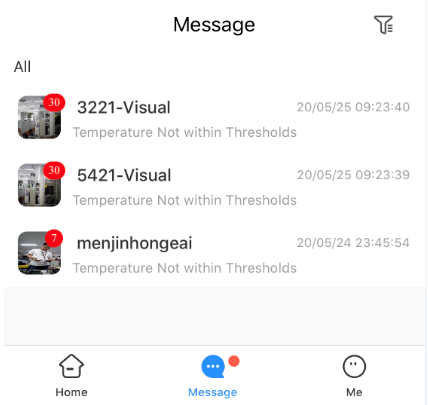 Message
All
30
3221-Visual
20/05/25 09:23:40
Temperature Not within Thresholds
30
5421-Visual
20/05/25 09:23:39
Temperature Not within Thresholds
7
menjinhongeai
20/05/24 23:45:54
Temperature Not within Thresholds
Home
Message
Me